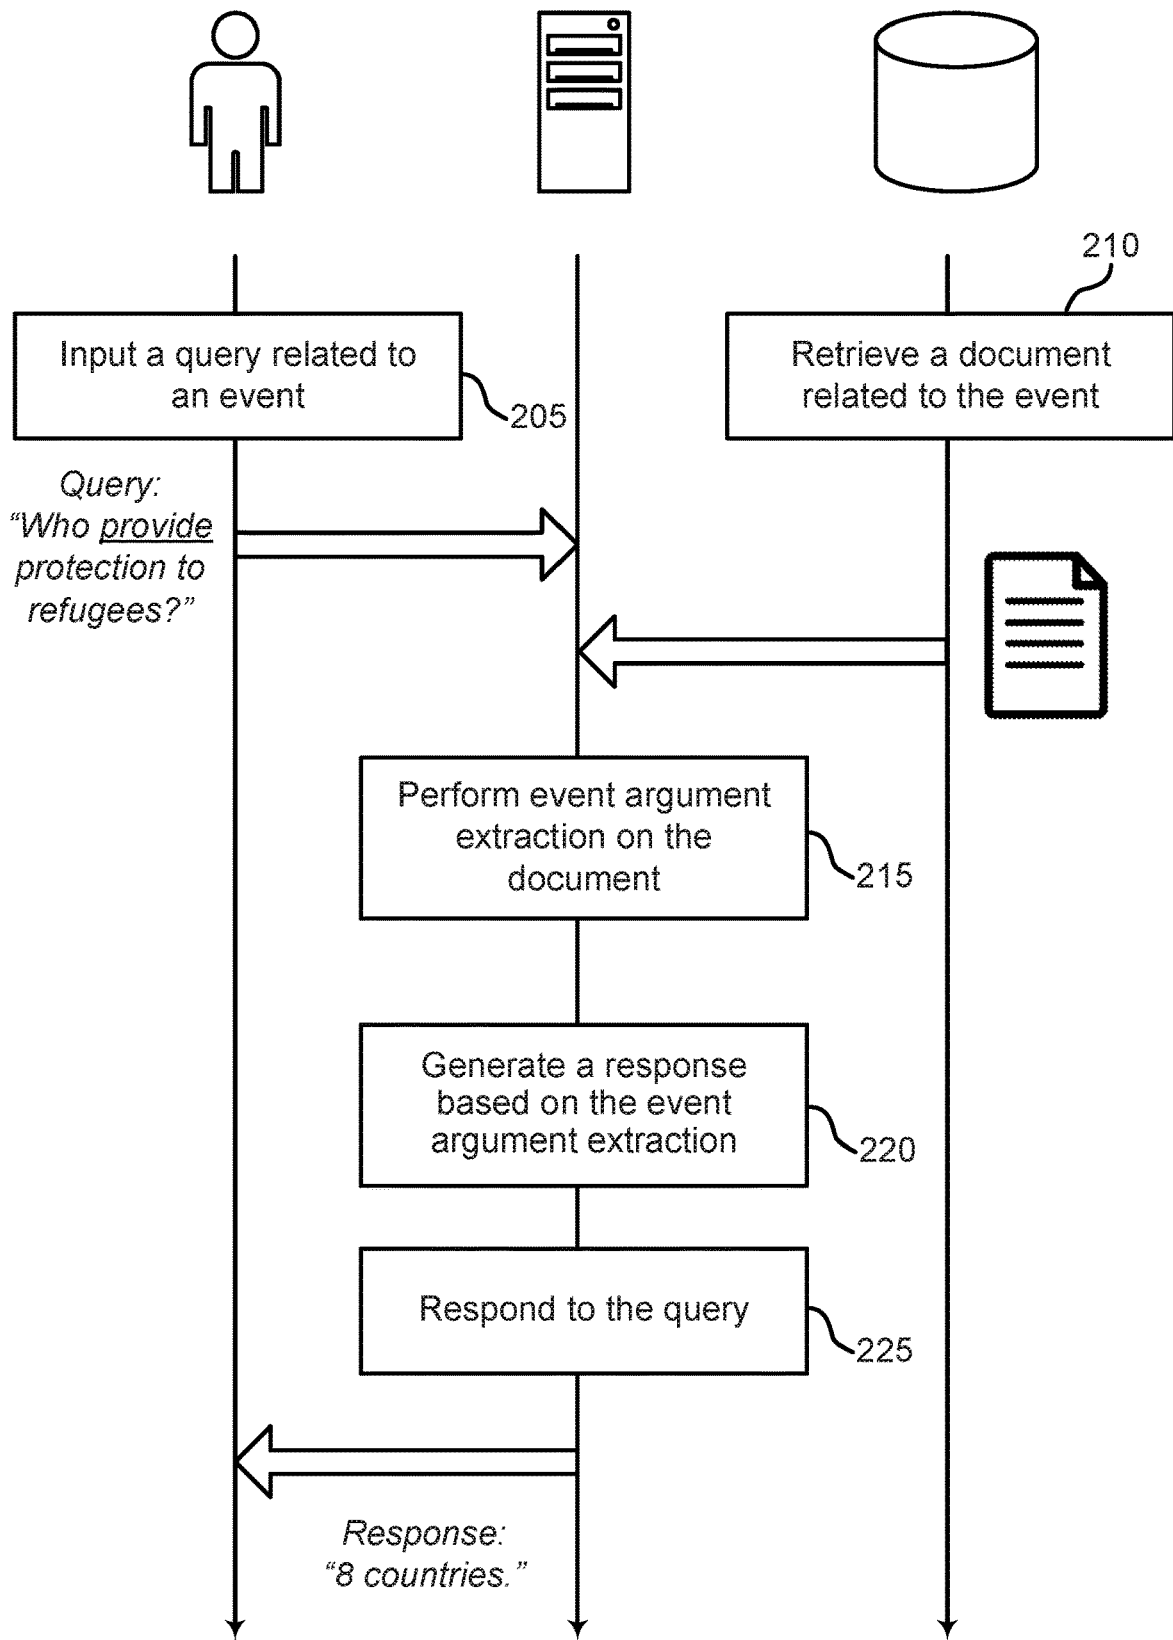 210
Input a query related to
an event
205
Retrieve a document
related to the event
Query:
“Who provide
protection to
refugees?”
Perform event argument
extraction on the
document
215
Generate a response
based on the event
argument extraction
220
Respond to the query
225
Response:
“8 countries.”